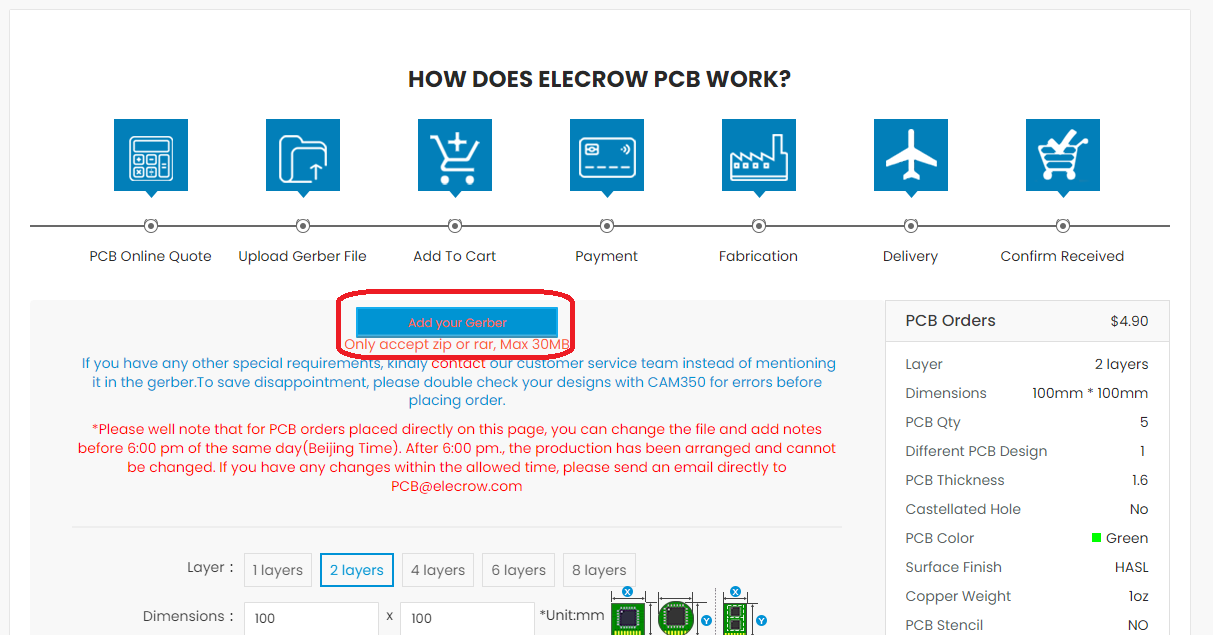 HOW DOES ELECROW PCB WORK?
PCB Online Quote
Upload Gerber File
Add To Cart
Payment
Fabrication
Delivery
Confirm Received
Add your Gerber
Only accept zip or rar, Max 30MB
If you have any other special requirements, kindly contact our customer service team instead of mentioning
it in the gerber.To save disappointment, please double check your designs with CAM350 for errors before
placing order.
*Please well note that for PCB orders placed directly on this page, you can change the file and add notes
before 6:00 pm of the same day(Beijing Time). After 6:00 pm., the production has been arranged and cannot
be changed. If you have any changes within the allowed time, please send an email directly to
PCB@elecrow.com
Layer :
1 layers
2 layers
4 layers
6 layers
8 layers
Dimensions :
100
x
100
*Unit:mm
X
Y
X
Y
PCB Orders
$4.90
Layer
2 layers
Dimensions
100mm * 100mm
PCB Qty
5
Different PCB Design
1
PCB Thickness
1.6
Castellated Hole
No
PCB Color
Green
Surface Finish
HASL
Copper Weight
1oz
PCB Stencil
NO